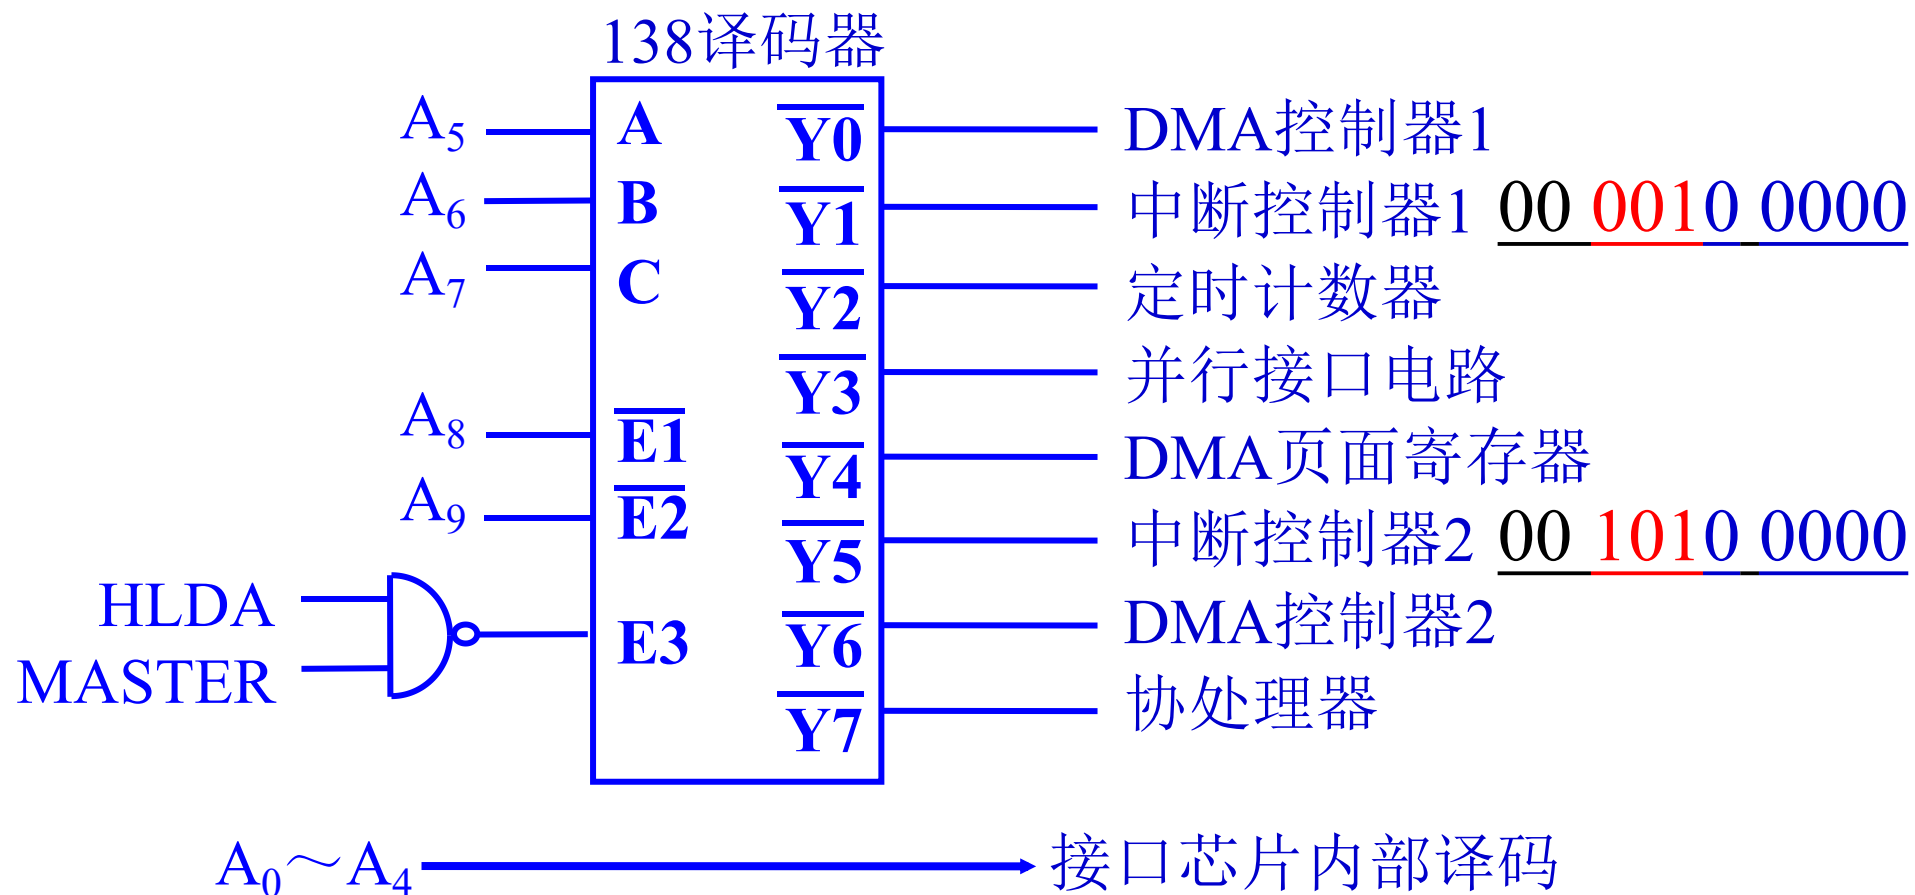 138译码器
A5 A Y0 DMA控制器1
A6 B Y1 中断控制器1 00 0010 0000
A7 C Y2 定时计数器
Y3 并行接口电路
A8 E1 Y4 DMA页面寄存器
A9 E2 Y5 中断控制器2 00 1010 0000
HLDA
E3 Y6 DMA控制器2
MASTER
Y7 协处理器
A0～A4 接口芯片内部译码